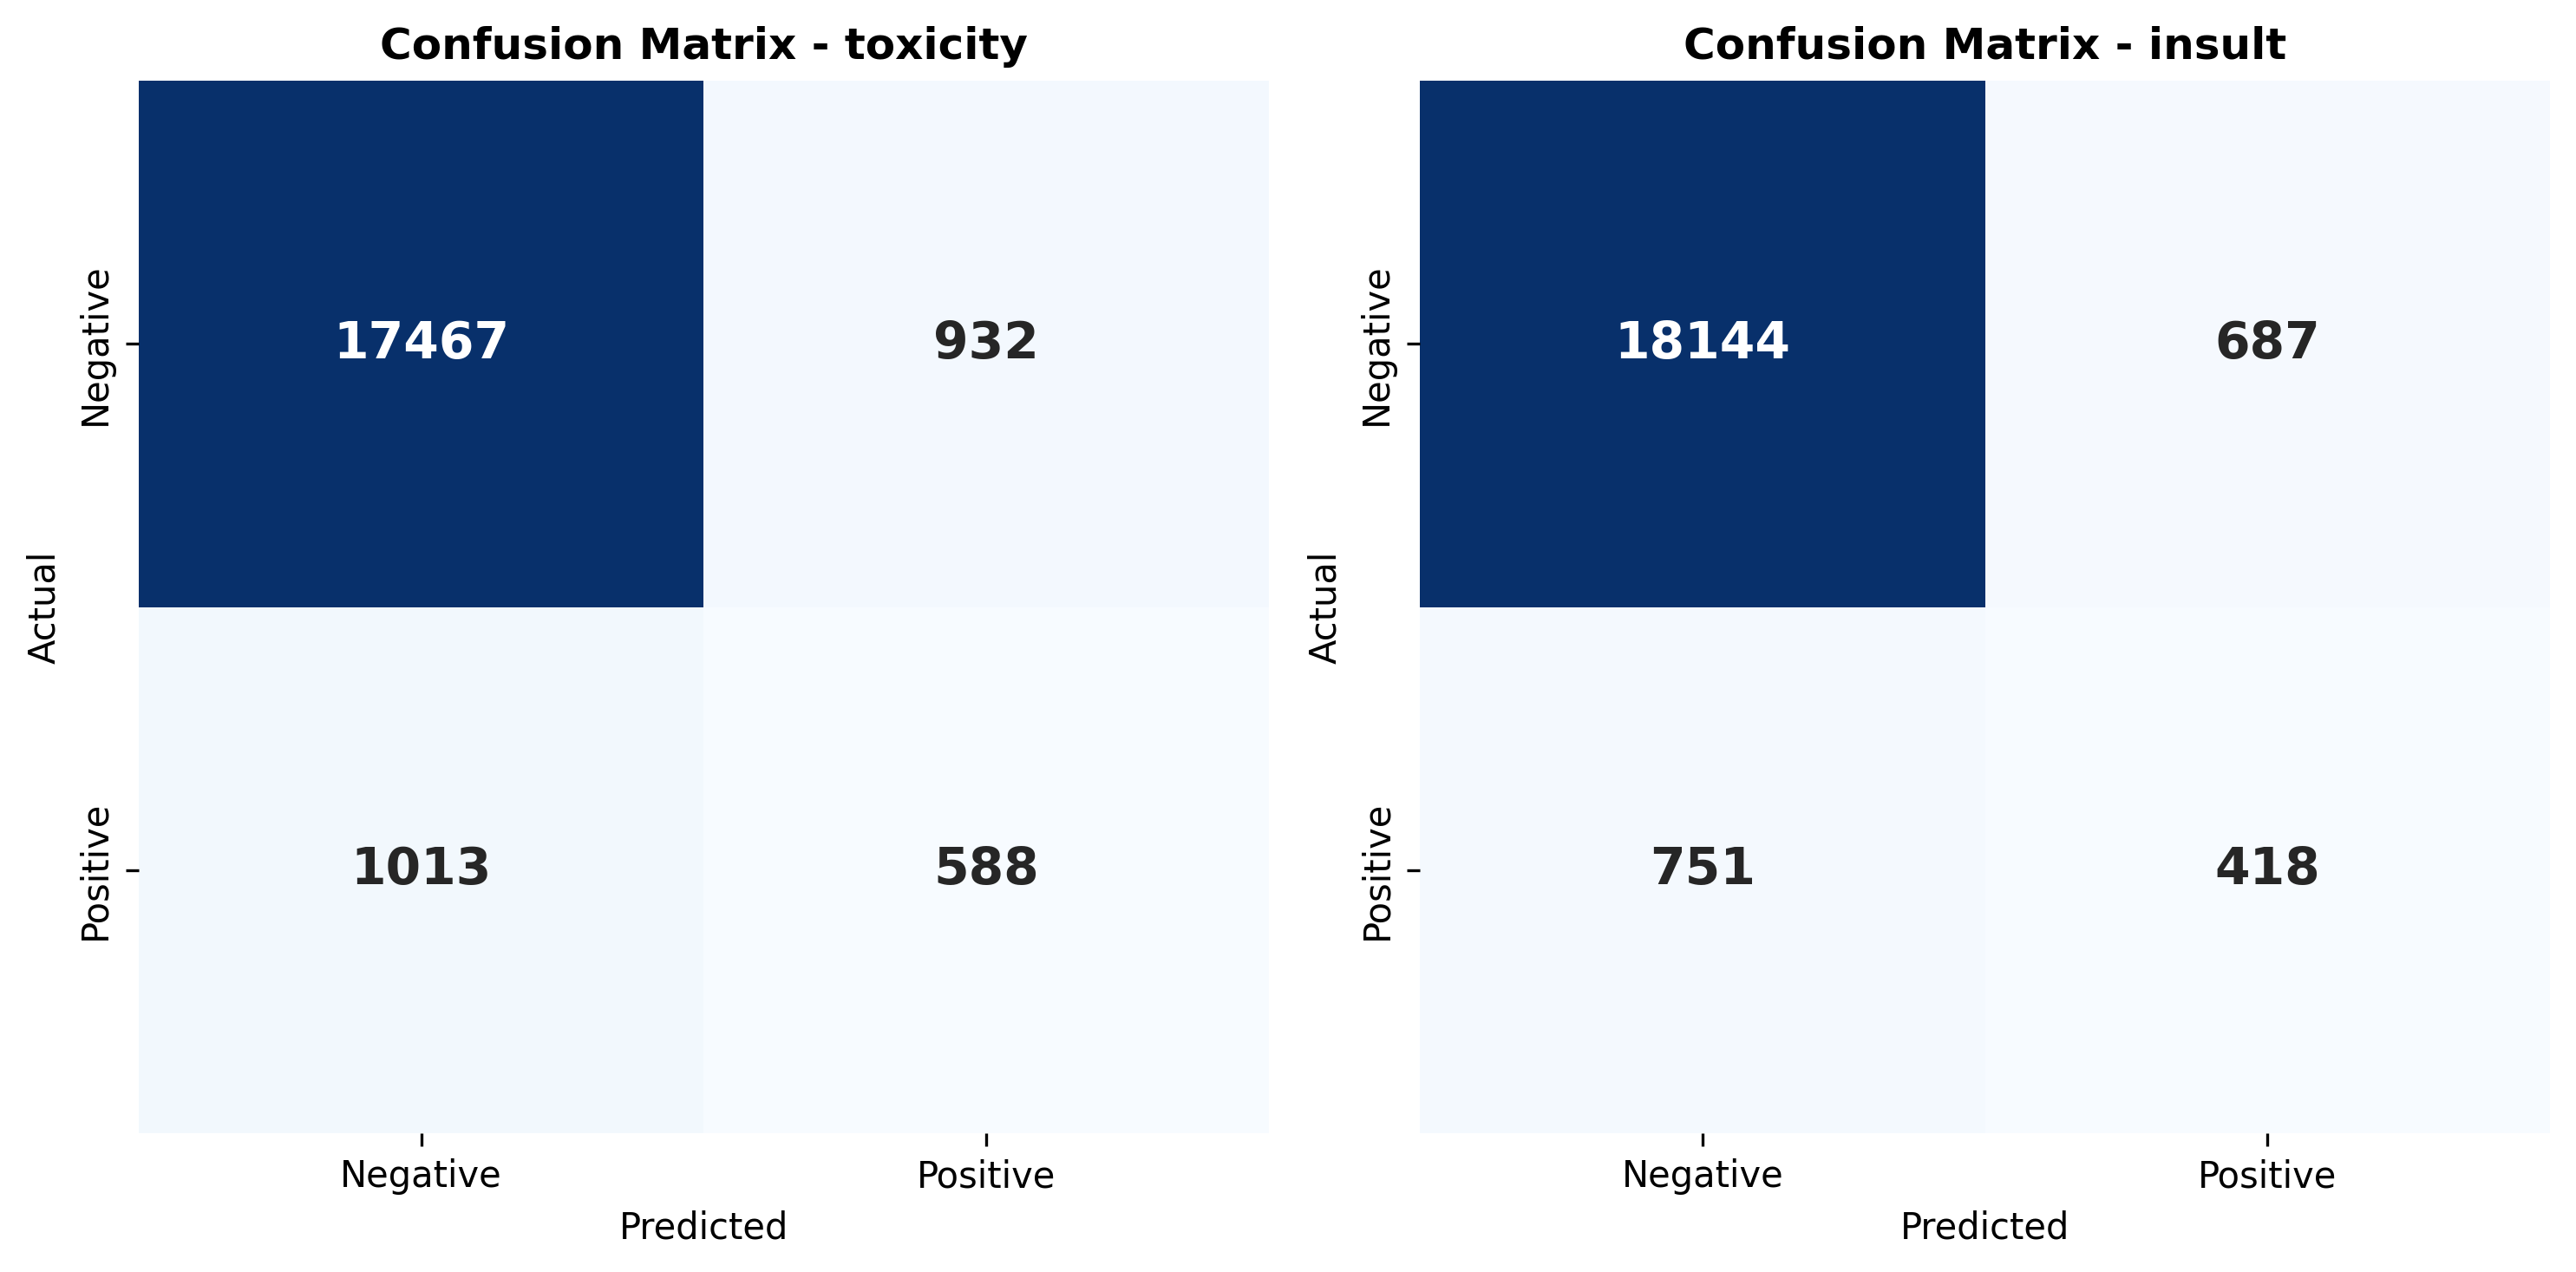 Confusion Matrix - toxicity
Actual
Negative
17467 932
Positive
1013 588
Negative Positive
Predicted
Confusion Matrix - insult
Actual
Negative
18144 687
Positive
751 418
Negative Positive
Predicted